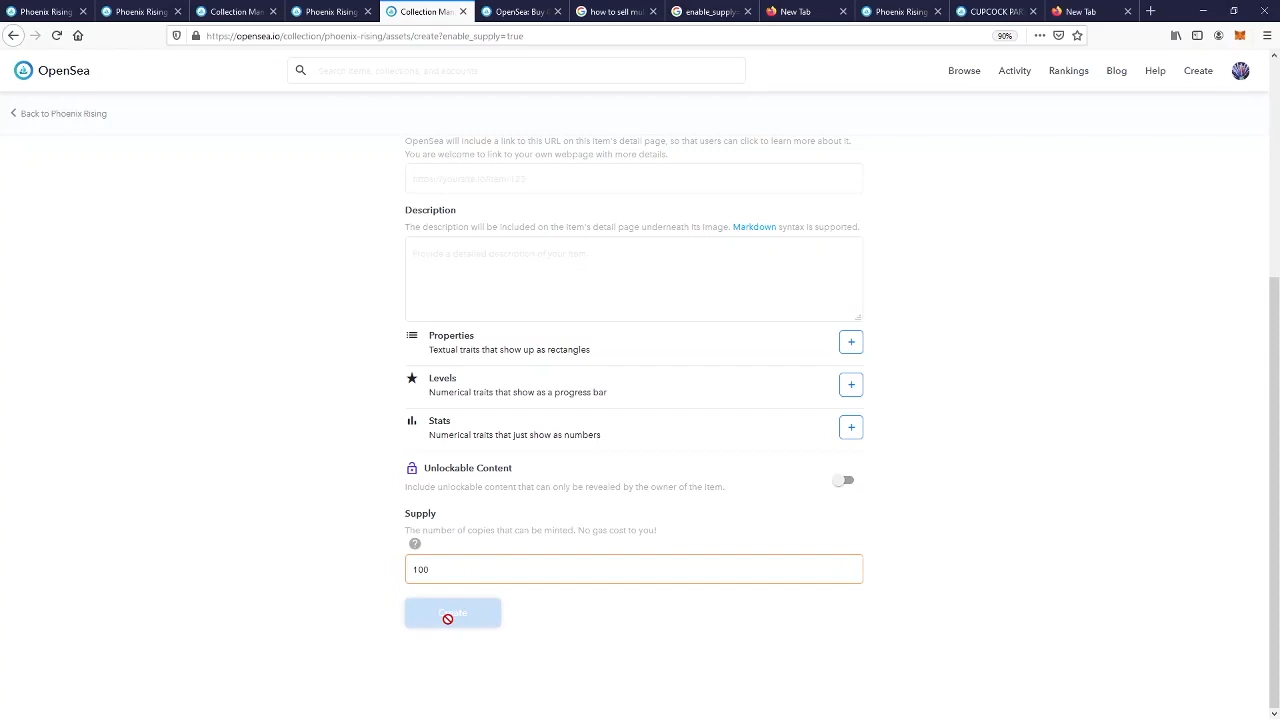 Phoenix Rising
Phoenix Rising
Collection Man
Phoenix Rising
Collection Man
OpenSea: Buy
how to sell mul
enable_supply=
New Tab
Phoenix Rising
CUPCOCK PAR
New Tab
https://opensea.io/collection/phoenix-rising/assets/create?enable_supply=true
90%
OpenSea
Search items, collections, and accounts
Browse
Activity
Rankings
Blog
Help
Create
Back to Phoenix Rising
OpenSea will include a link to this URL on this item's detail page, so that users can click to learn more about it.
You are welcome to link to your own webpage with more details.
https://yoursite.io/item/123
Description
The description will be included on the item's detail page underneath its image. Markdown syntax is supported.
Provide a detailed description of your item.
Properties
Textual traits that show up as rectangles
Levels
Numerical traits that show as a progress bar
Stats
Numerical traits that just show as numbers
Unlockable Content
Include unlockable content that can only be revealed by the owner of the item.
Supply
The number of copies that can be minted. No gas cost to you!
100
Create